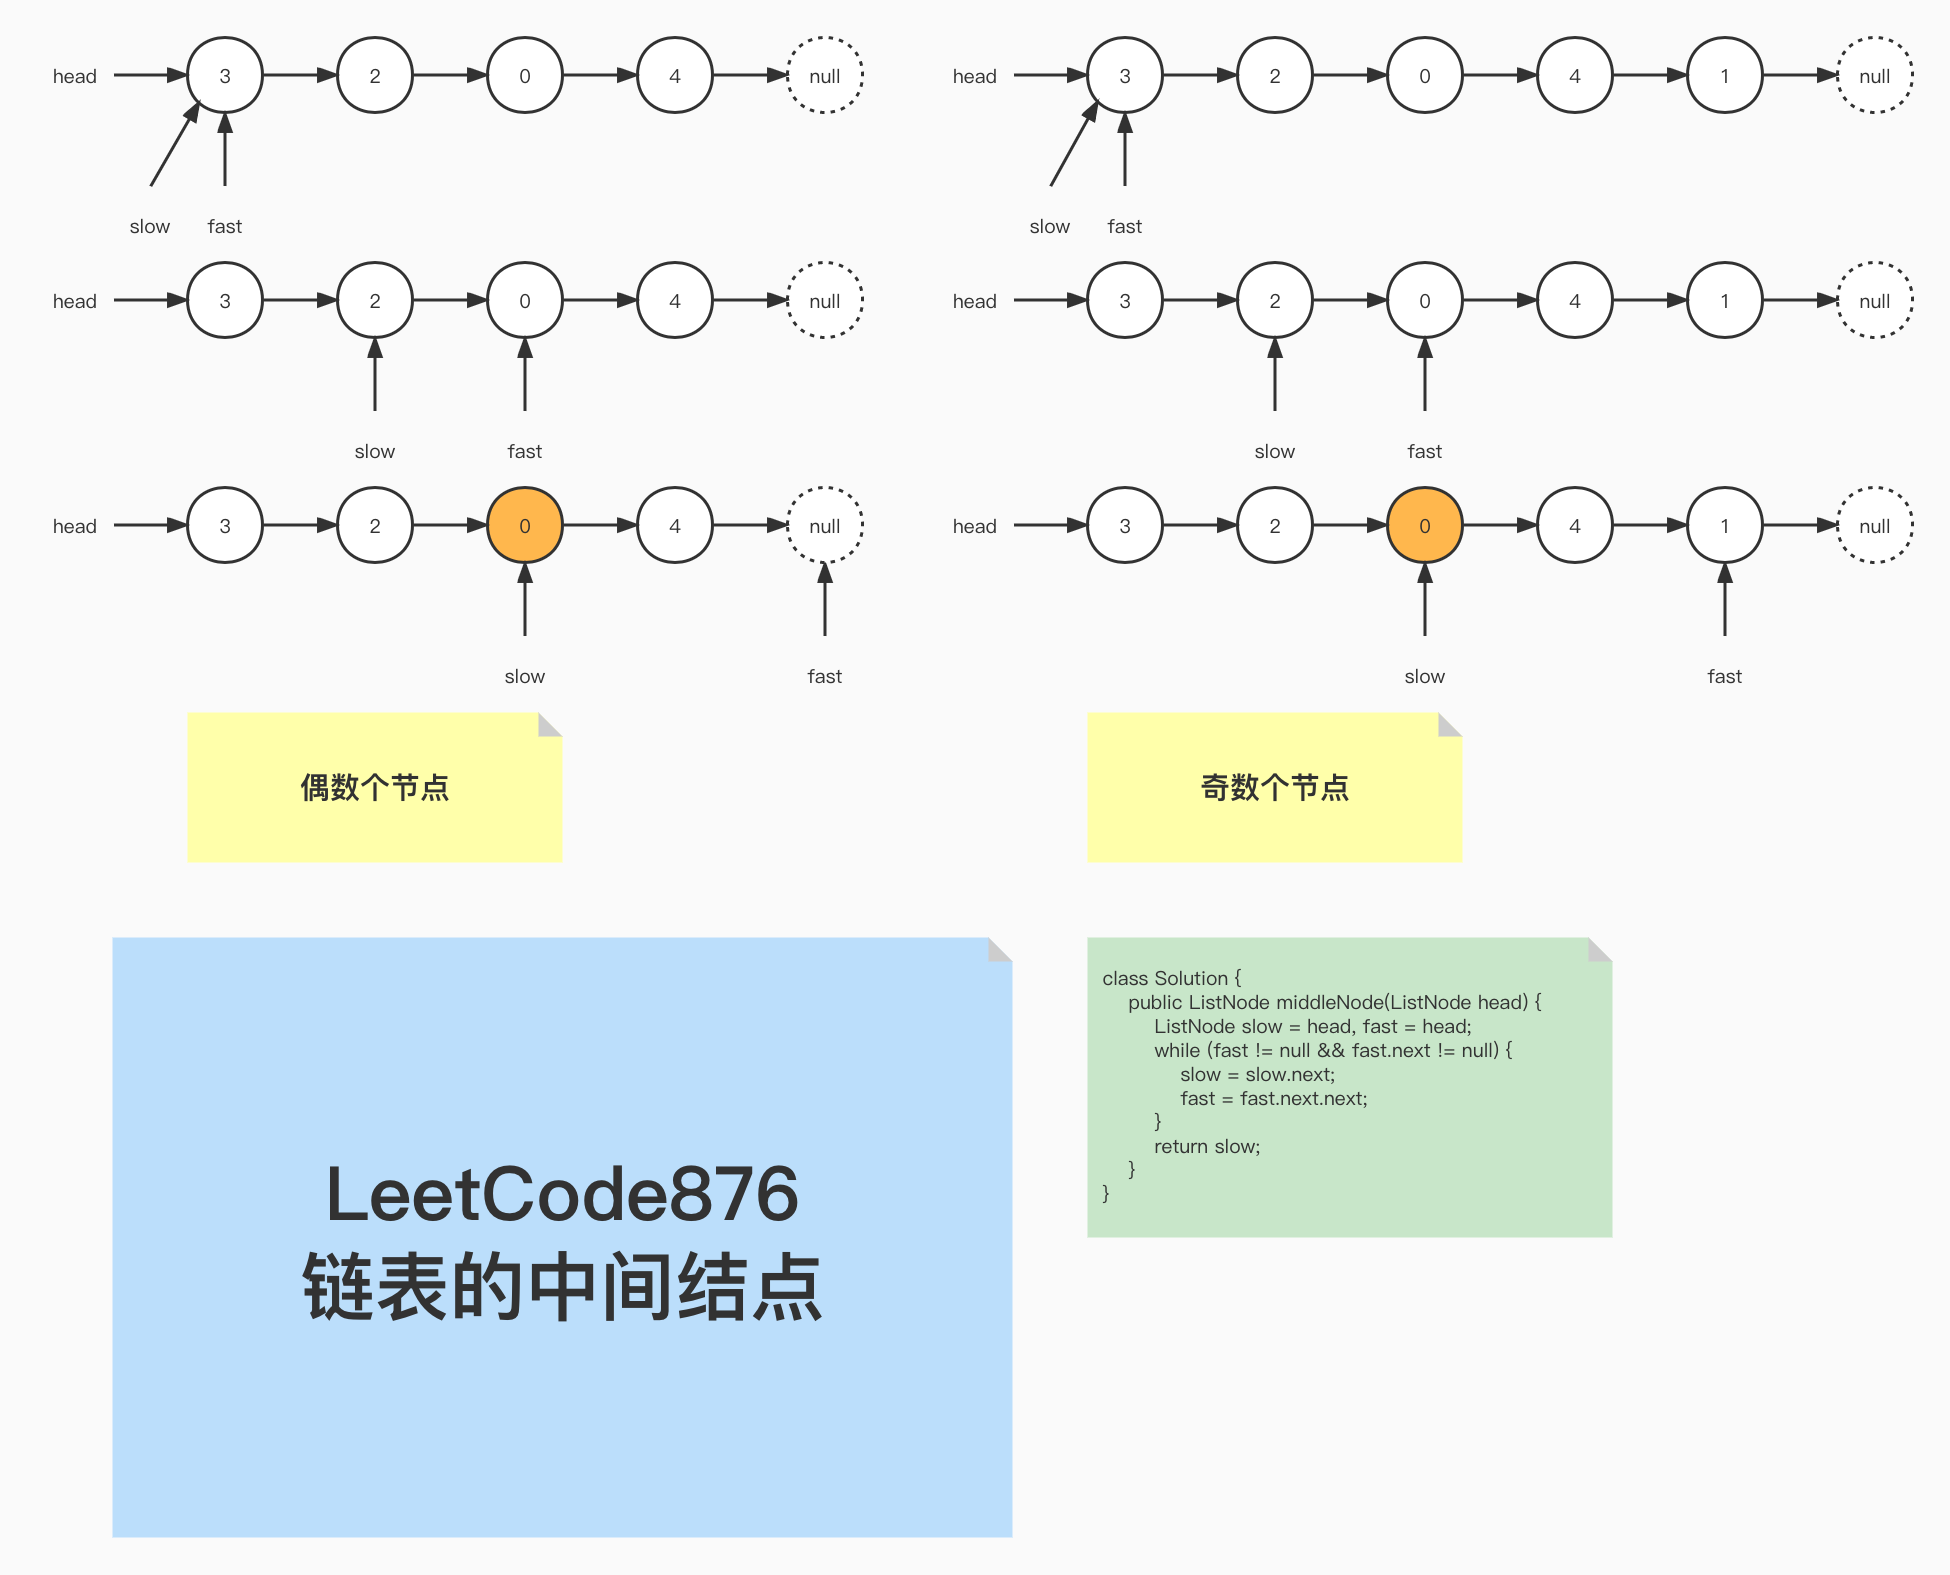 head 3 2 0 4 null
slow fast
head 3 2 0 4 null
slow fast
head 3 2 0 4 null
slow fast
偶数个节点
head 3 2 0 4 1 null
slow fast
head 3 2 0 4 1 null
slow fast
head 3 2 0 4 1 null
slow fast
奇数个节点
LeetCode876
链表的中间结点
class Solution {
public ListNode middleNode(ListNode head) {
ListNode slow = head, fast = head;
while (fast != null && fast.next != null) {
slow = slow.next;
fast = fast.next.next;
}
return slow;
}
}